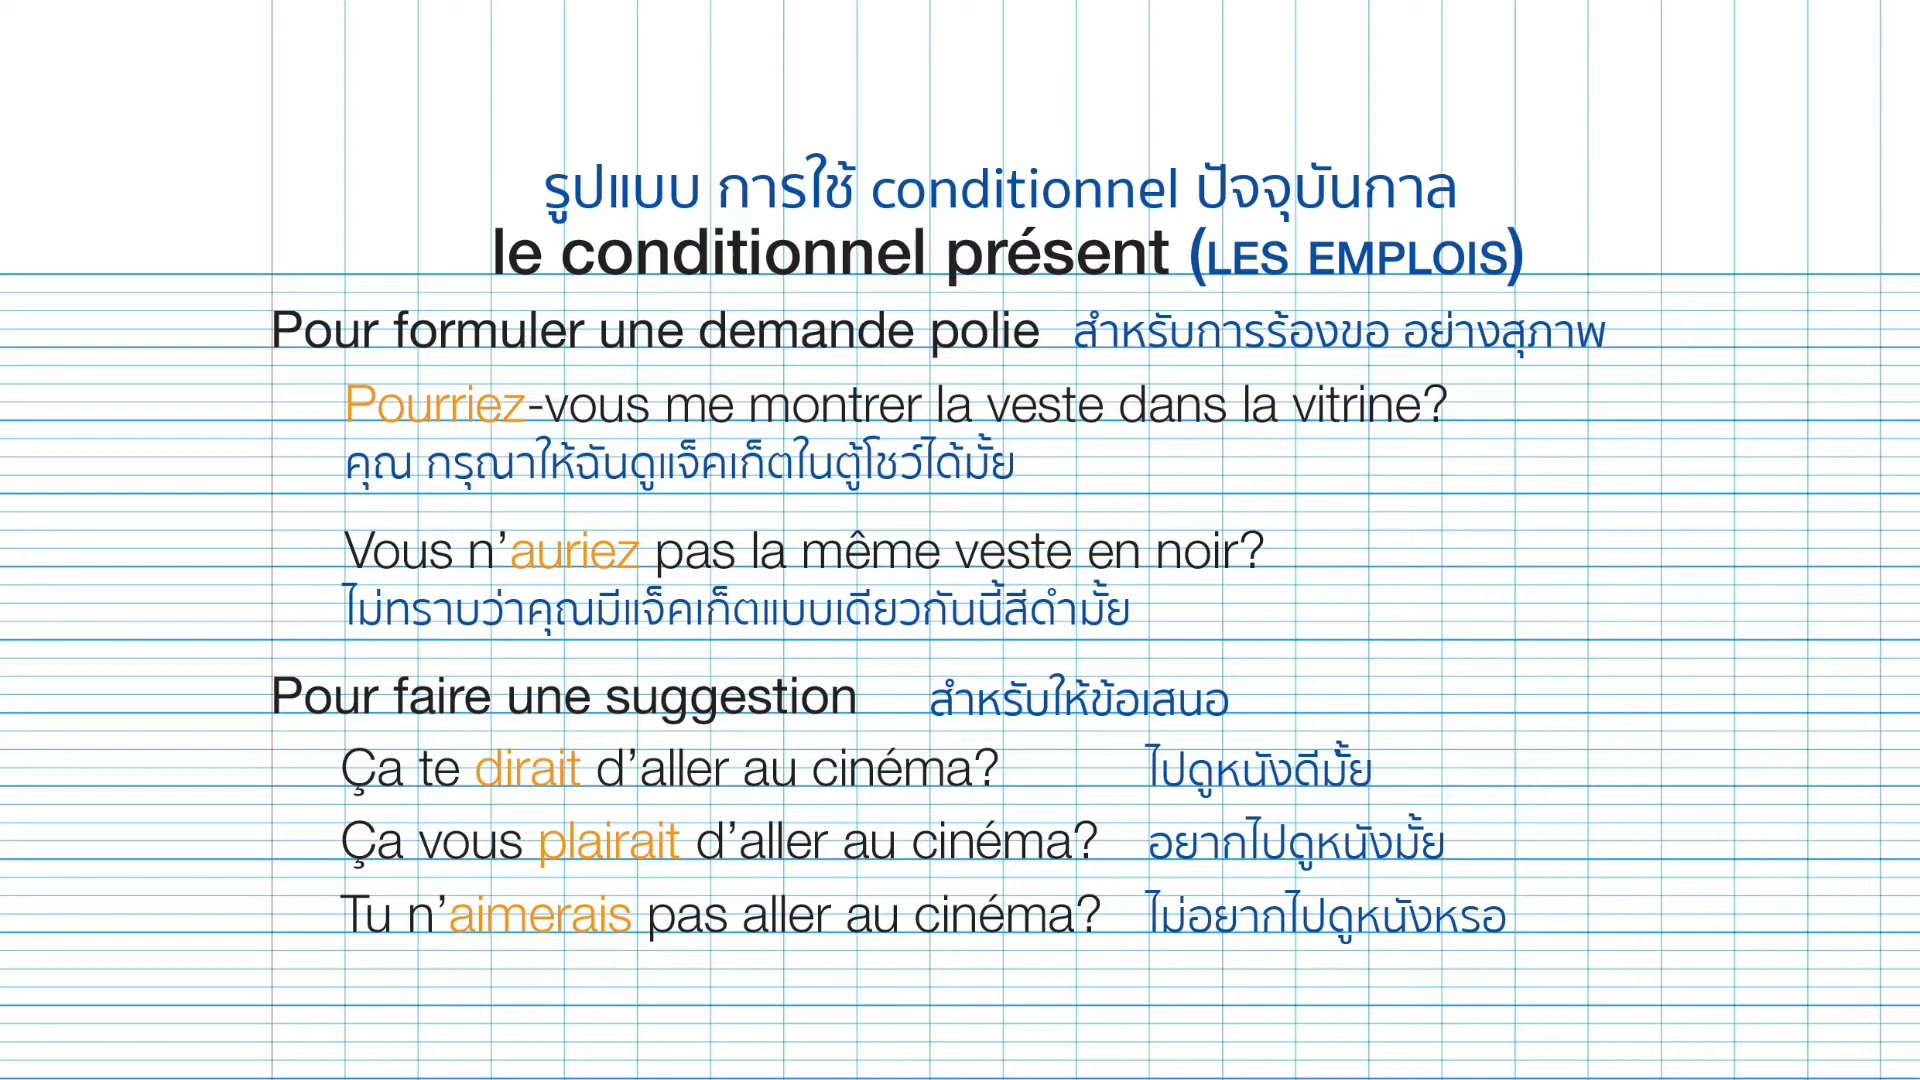 รูปแบบ การใช้ conditionnel ปัจจุบันกาล
le conditionnel présent (LES EMPLOIS)
Pour formuler une demande polie สำหรับการร้องขอ อย่างสุภาพ
Pourriez-vous me montrer la veste dans la vitrine?
คุณ กรุณาให้ฉันดูแจ็คเก็ตในตู้โชว์ได้มั้ย
Vous n’auriez pas la même veste en noir?
ไม่ทราบว่าคุณมีแจ็คเก็ตแบบเดียวกันนี้สีดำมั้ย
Pour faire une suggestion สำหรับให้ข้อเสนอ
Ça te dirait d’aller au cinéma? ไปดูหนังดีมั้ย
Ça vous plairait d’aller au cinéma? อยากไปดูหนังมั้ย
Tu n’aimerais pas aller au cinéma? ไม่อยากไปดูหนังหรอ